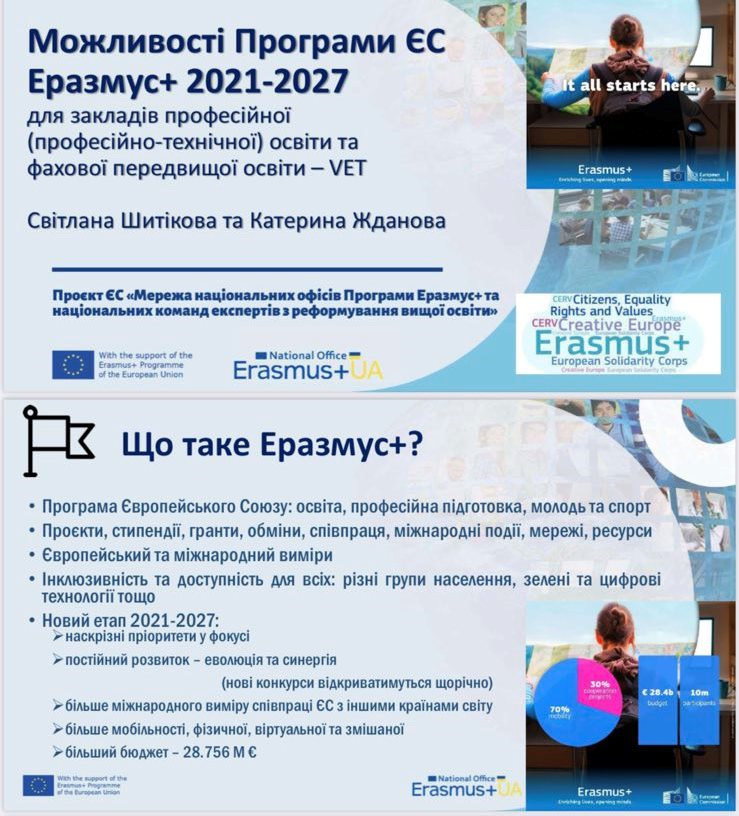 Можливості Програми ЄС
Еразмус+ 2021-2027
для закладів професійної
(професійно-технічної) освіти та
фахової передвищої освіти – VET
Світлана Шитікова та Катерина Жданова
Проєкт ЄС «Мережа національних офісів Програми Еразмус+ та
національних команд експертів з реформування вищої освіти»
With the support of the
Erasmus+ Programme
of the European Union
National Office
Erasmus+UA
It all starts here.
Erasmus+
Enriching lives, opening minds.
European
Commission
CERV Citizens, Equality
Rights and Values
Erasmus+
CERV Creative Europe
Erasmus+
European Solidarity Corps
Creative Europe European Solidarity Corps
Що таке Еразмус+?
• Програма Європейського Союзу: освіта, професійна підготовка, молодь та спорт
• Проєкти, стипендії, гранти, обміни, співпраця, міжнародні події, мережі, ресурси
• Європейський та міжнародний виміри
• Інклюзивність та доступність для всіх: різні групи населення, зелені та цифрові
технології тощо
• Новий етап 2021-2027:
➢наскрізні пріоритети у фокусі
➢постійний розвиток – еволюція та синергія
(нові конкурси відкриватимуться щорічно)
➢більше міжнародного виміру співпраці ЄС з іншими країнами світу
➢більше мобільності, фізичної, віртуальної та змішаної
➢більший бюджет – 28.756 М €
30%
cooperation
projects
70%
mobility
€ 28.4b
budget
10m
participants
With the support of the
Erasmus+ Programme
of the European Union
National Office
Erasmus+UA
Erasmus+
Enriching lives, opening minds.
European
Commission